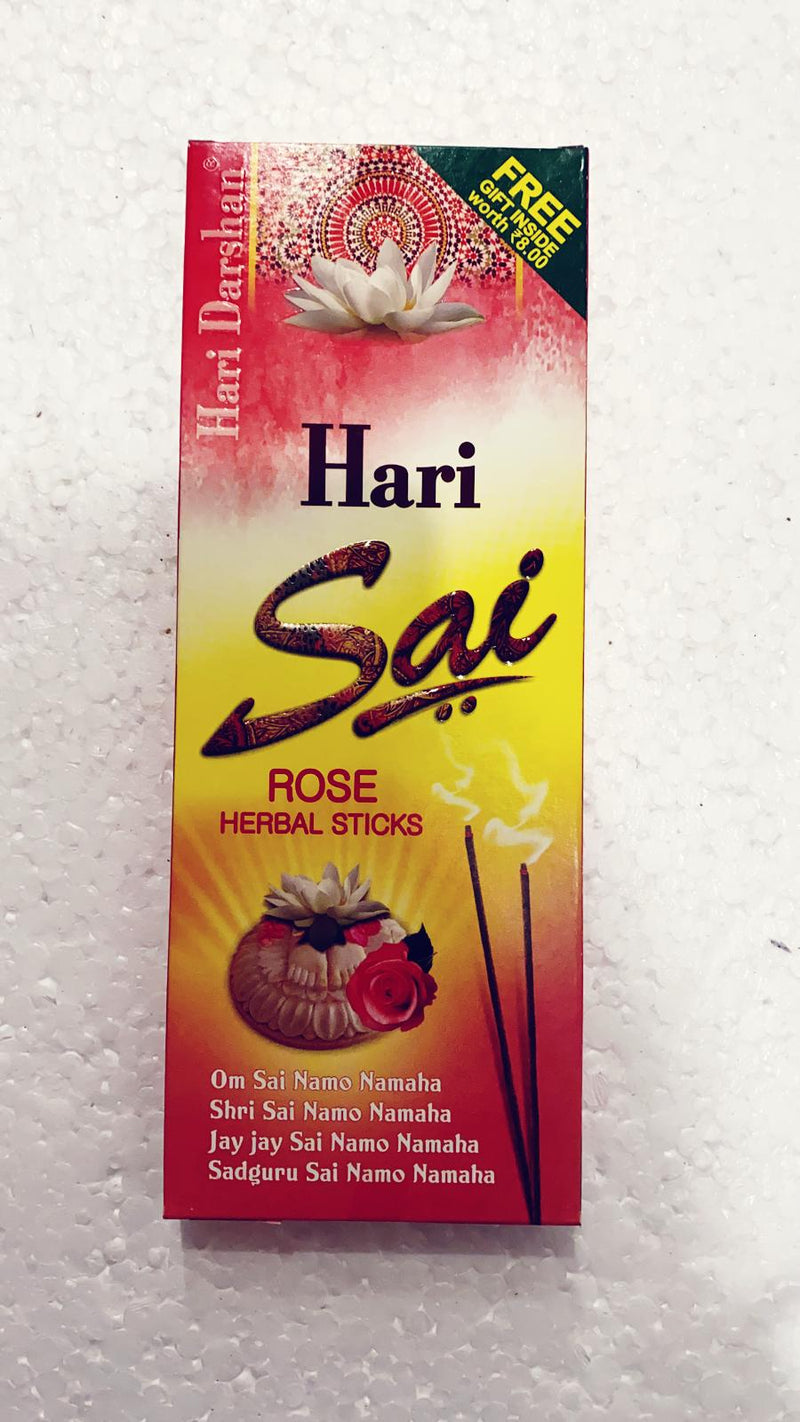 Hari Darshan®
FREE
GIFT INSIDE
worth ₹8.00
Hari
Sai
ROSE
HERBAL STICKS
Om Sai Namo Namaha
Shri Sai Namo Namaha
Jay jay Sai Namo Namaha
Sadguru Sai Namo Namaha